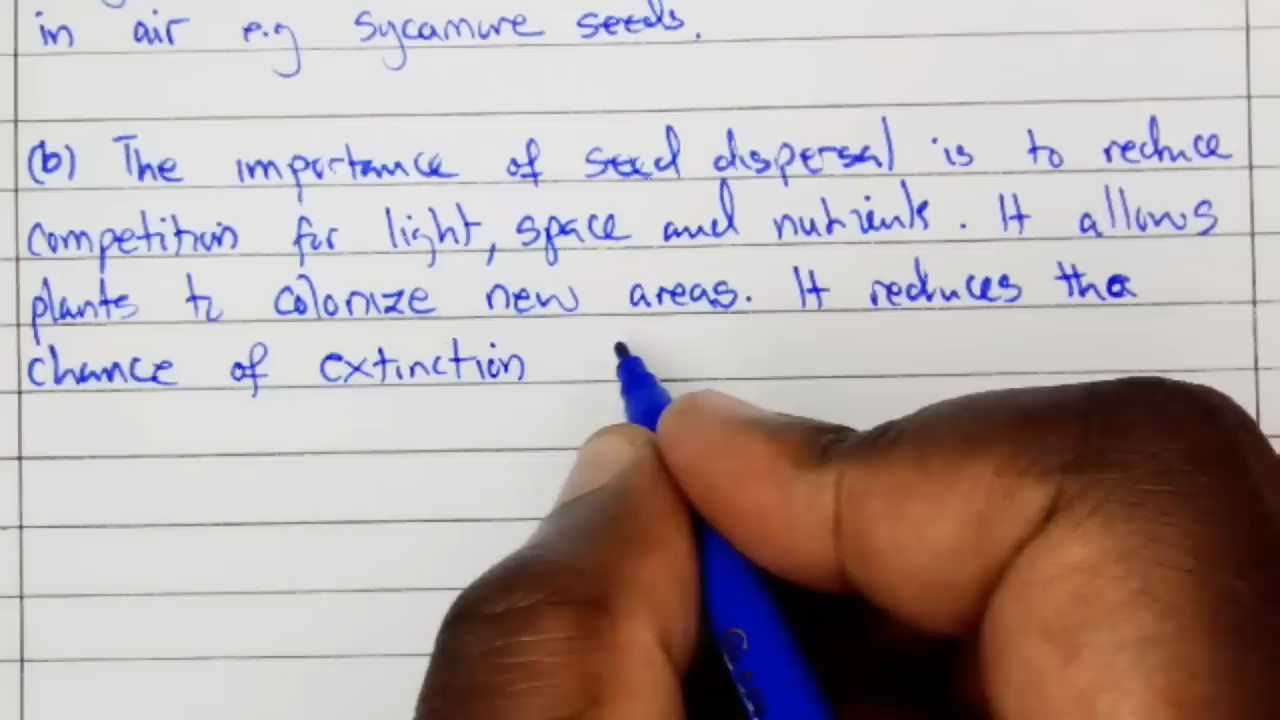 in air e.g sycamore seeds.
(b) The importance of seed dispersal is to reduce
competition for light, space and nutrients. It allows
plants to colonize new areas. It reduces the
chance of extinction